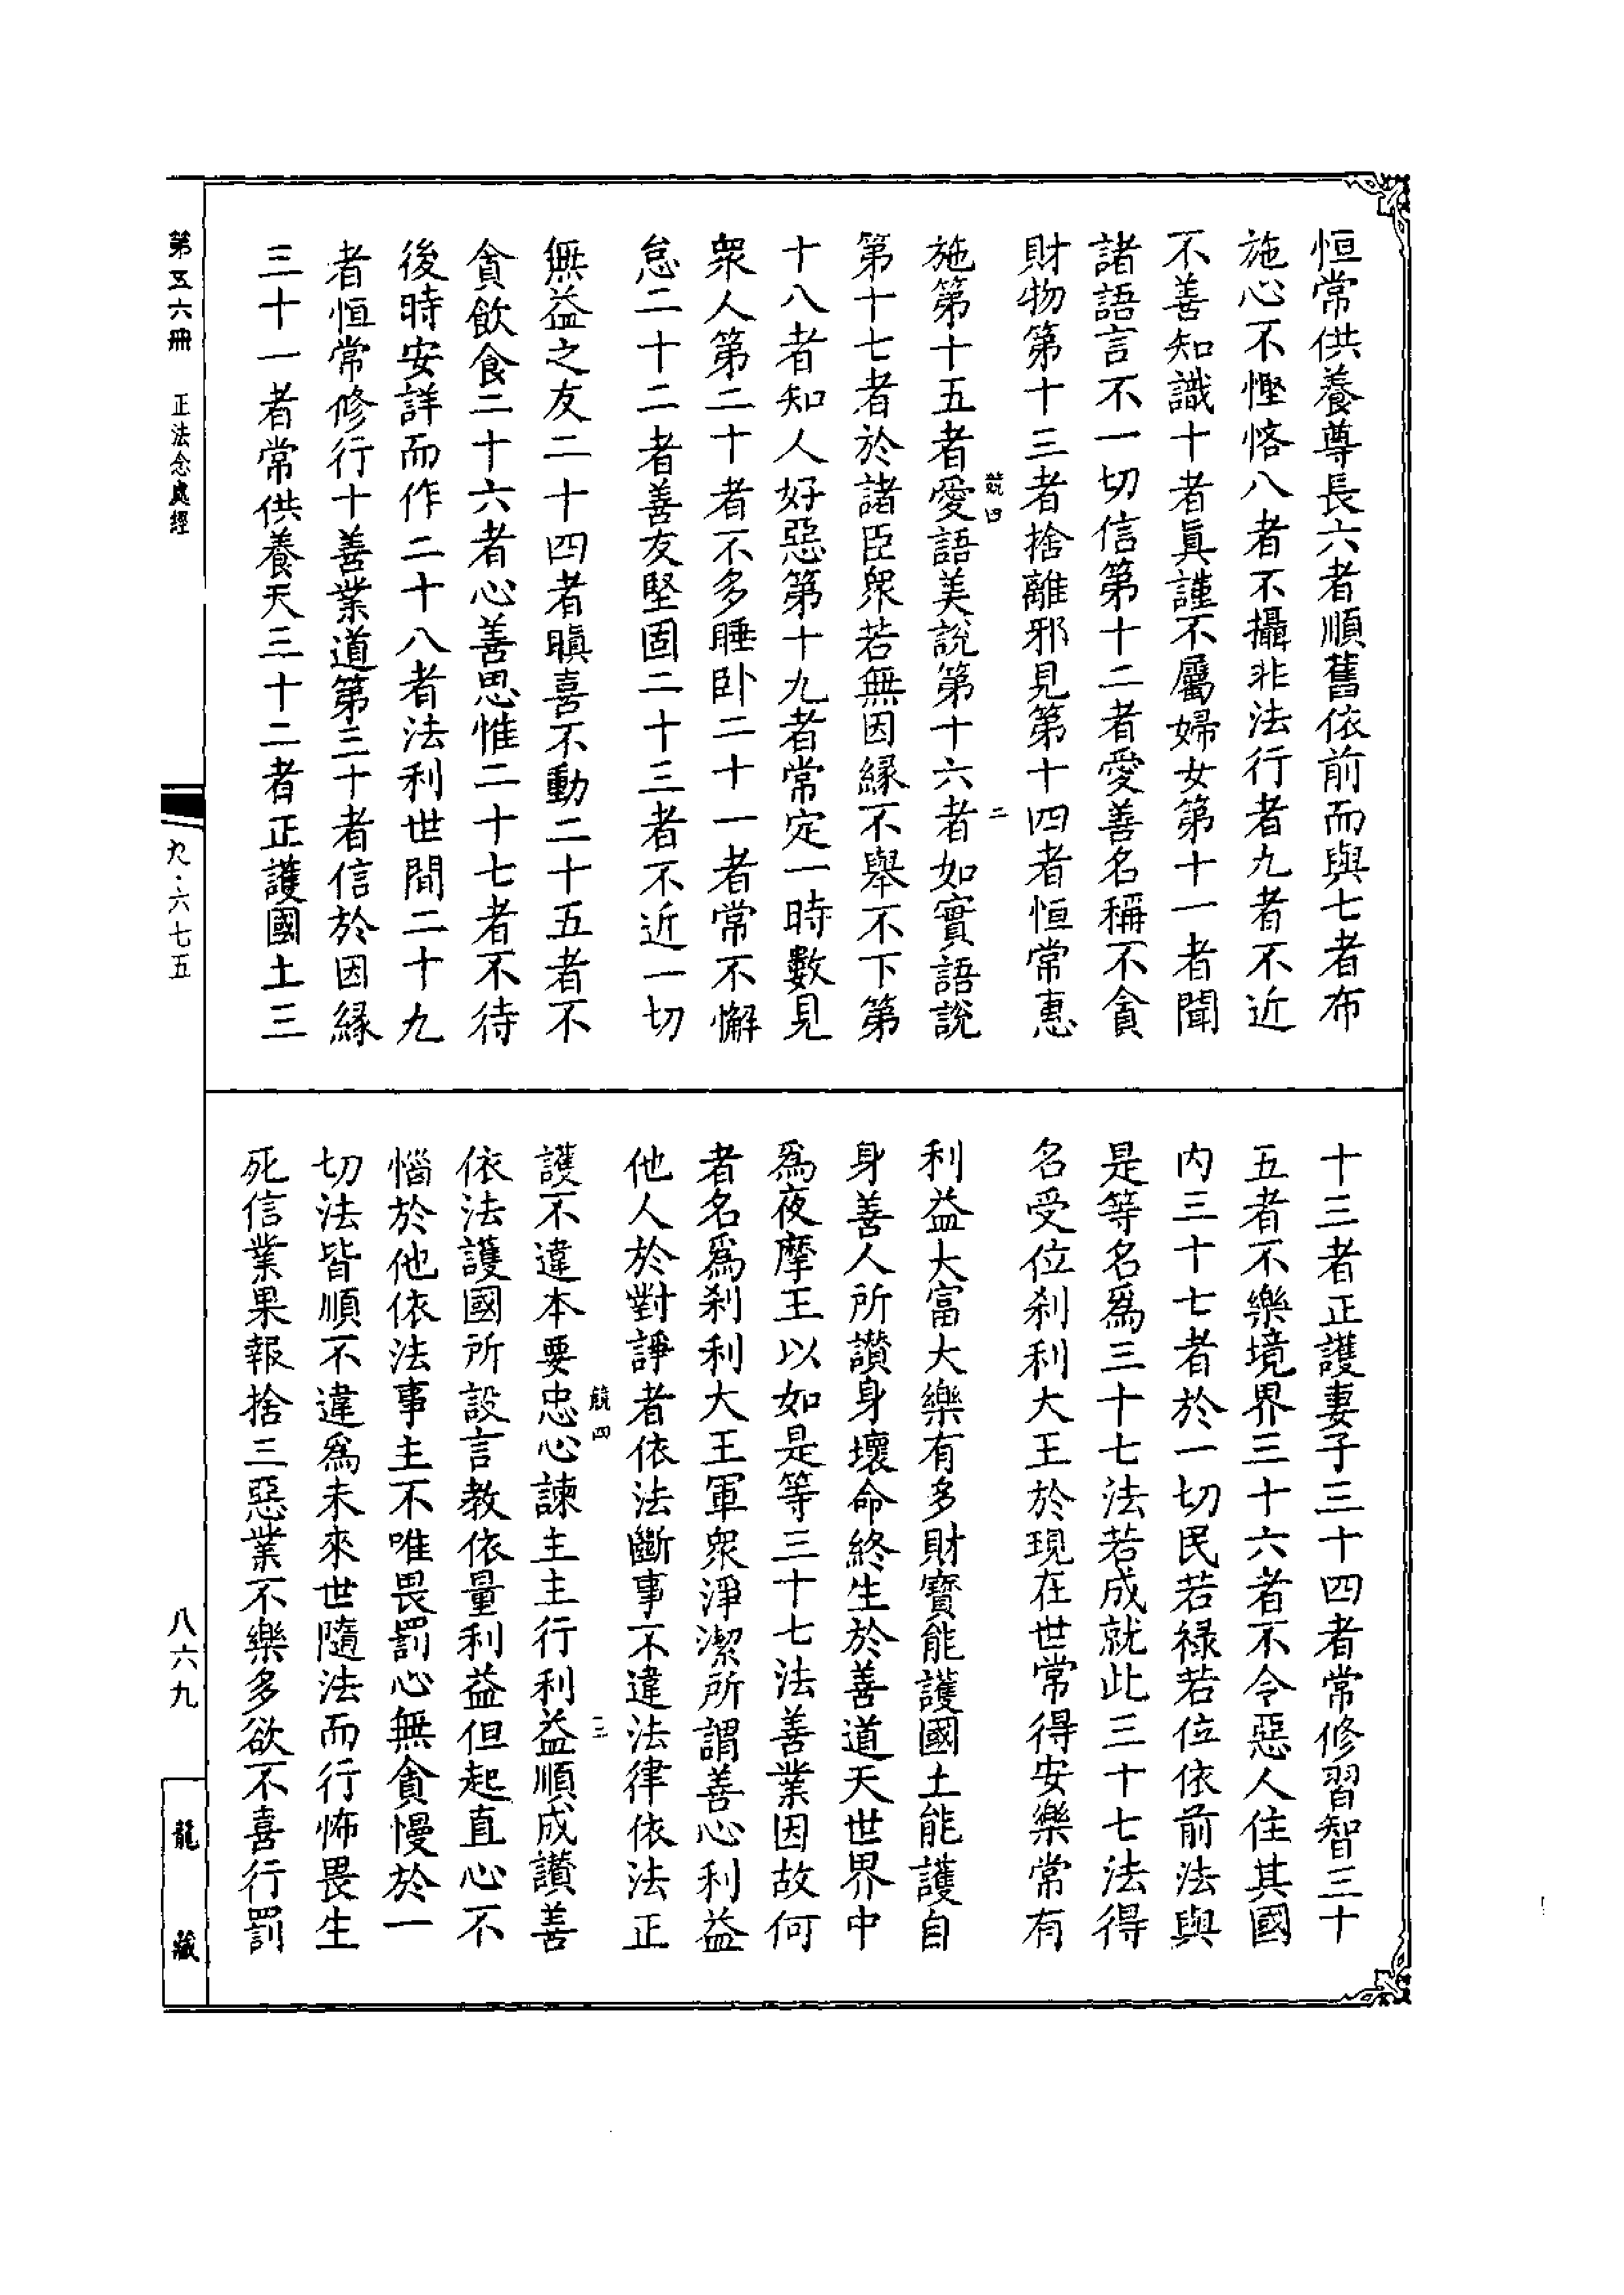 恒常供養尊長六者順舊依前而與七者布
施心不慳悋八者不攝非法行者九者不近
不善知識十者眞謹不屬婦女第十一者聞
諸語言不一切信第十二者愛善名稱不貪
財物第十三者捨離邪見第十四者恒常惠
競四
二
施第十五者愛語美說第十六者如實語說
第十七者於諸臣衆若無因緣不舉不下第
十八者知人好惡第十九者常定一時數見
衆人第二十者不多睡卧二十一者常不懈
怠二十二者善友堅固二十三者不近一切
無益之友二十四者瞋喜不動二十五者不
貪飲食二十六者心善思惟二十七者不待
後時安詳而作二十八者法利世間二十九
者恒常修行十善業道第三十者信於因緣
三十一者常供養天三十二者正護國土三
十三者正護妻子三十四者常修習智三十
五者不樂境界三十六者不令惡人住其國
内三十七者於一切民若祿若位依前法與
是等名爲三十七法若成就此三十七法得
名受位刹利大王於現在世常得安樂常有
利益大富大樂有多財寶能護國土能護自
身善人所讃身壞命終生於善道天世界中
爲夜摩王以如是等三十七法善業因故何
者名爲刹利大王軍衆淨潔所謂善心利益
他人於對諍者依法斷事不違法律依法正
競四
三
護不違本要忠心諫主主行利益順成讃善
依法護國所設言教依量利益但起直心不
惱於他依法事主不唯畏罰心無貪慢於一
切法皆順不違爲未來世隨法而行怖畏生
死信業果報捨三惡業不樂多欲不喜行罰
第五六冊
正法念處經
九·六七五
八六九
龍藏